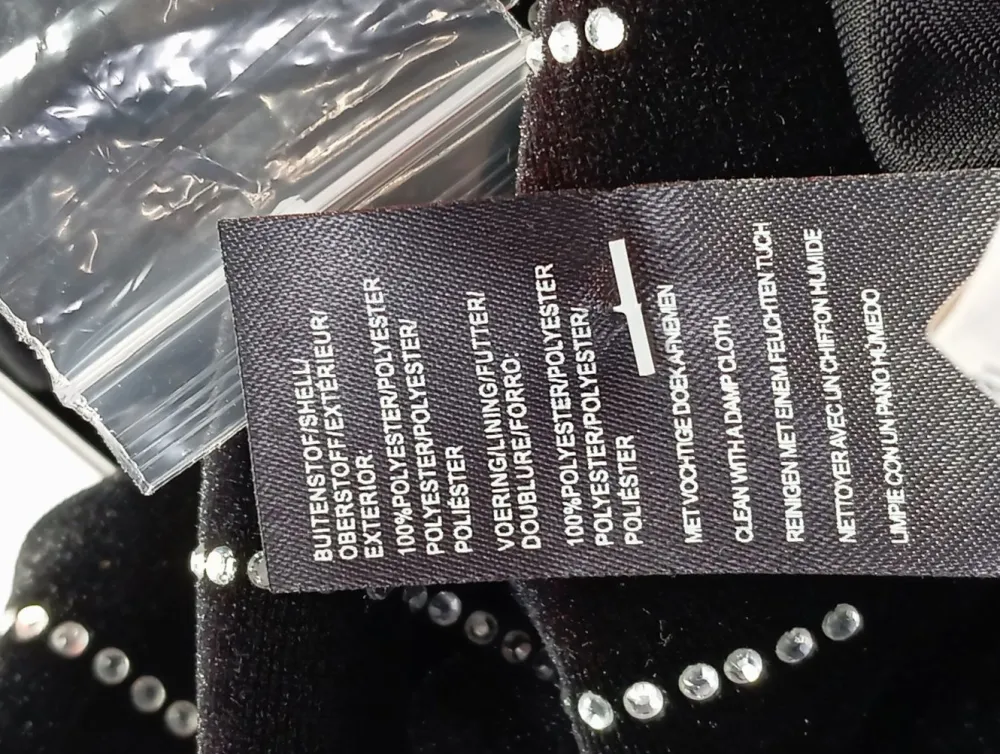 BUITENSTOF/SHELL/
OBERSTOFF/EXTÉRIEUR/
EXTERIOR:
100%POLYESTER/POLYESTER
POLYESTER/POLYESTER/
POLIÉSTER
VOERING/LINING/FUTTER/
DOUBLURE/FORRO:
100%POLYESTER/POLYESTER
POLYESTER/POLYESTER/
POLIÉSTER
MET VOCHTIGE DOEK AFNEMEN
CLEAN WITH A DAMP CLOTH
REINIGEN MET EINEM FEUCHTEN TUCH
NETTOYER AVEC UN CHIFFON HUMIDE
LIMPIE CON UN PAÑO HÚMEDO